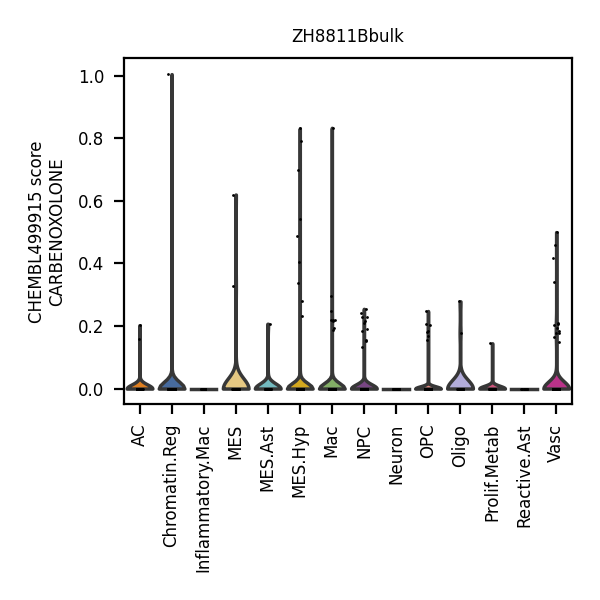 ZH8811Bbulk
CHEMBL499915 score
CARBENOXOLONE
1.0
0.8
0.6
0.4
0.2
0.0
AC
Chromatin.Reg
Inflammatory.Mac
MES
MES.Ast
MES.Hyp
Mac
NPC
Neuron
OPC
Oligo
Prolif.Metab
Reactive.Ast
Vasc